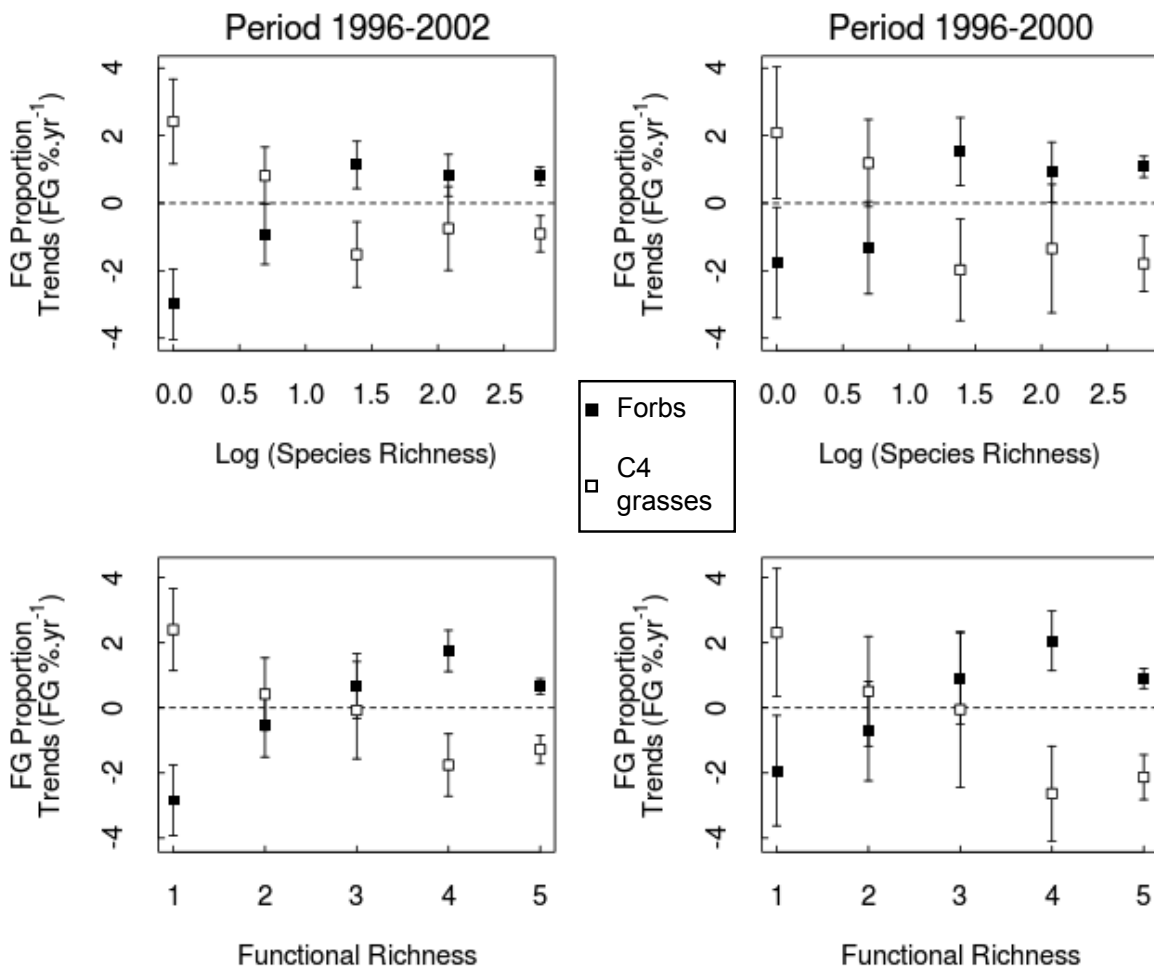 Period 1996-2002
FG Proportion
Trends (FG %.yr⁻¹)
4
2
0
-2
-4
0.0 0.5 1.0 1.5 2.0 2.5
Log (Species Richness)
Period 1996-2000
FG Proportion
Trends (FG %.yr⁻¹)
4
2
0
-2
-4
0.0 0.5 1.0 1.5 2.0 2.5
Log (Species Richness)
Forbs
C4
grasses
FG Proportion
Trends (FG %.yr⁻¹)
4
2
0
-2
-4
1 2 3 4 5
Functional Richness
FG Proportion
Trends (FG %.yr⁻¹)
4
2
0
-2
-4
1 2 3 4 5
Functional Richness